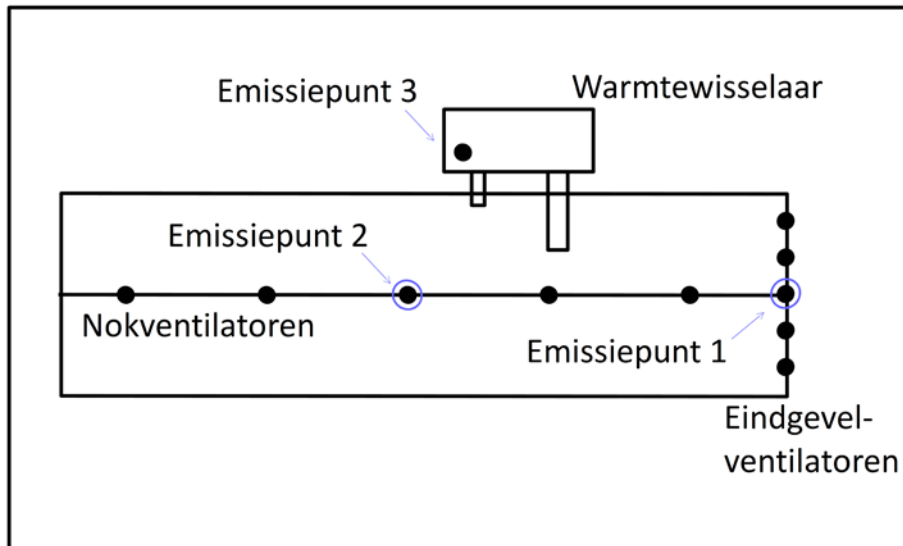 Warmtewisselaar
Emissiepunt 3
Emissiepunt 2
Nokventilatoren
Emissiepunt 1
Eindgevel-
ventilatoren